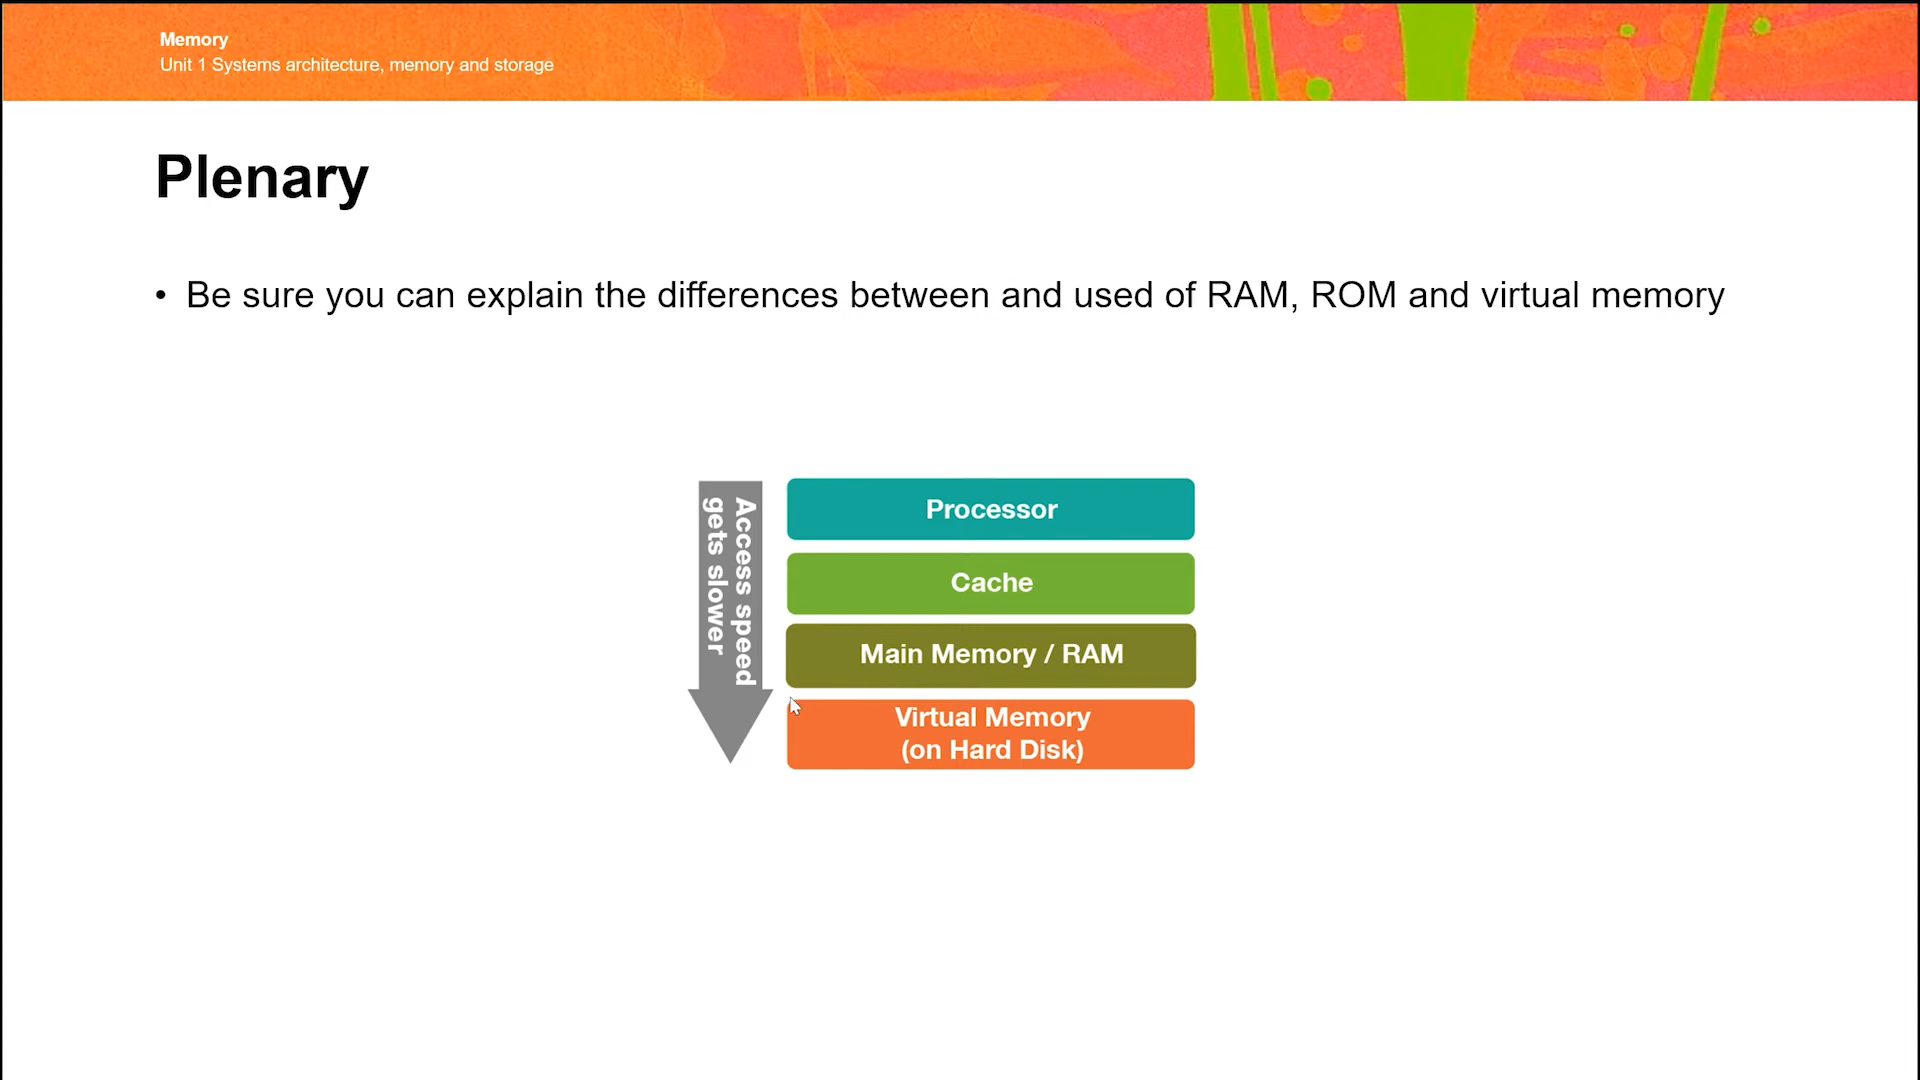 Memory
Unit 1 Systems architecture, memory and storage
Plenary
• Be sure you can explain the differences between and used of RAM, ROM and virtual memory
Access speed
gets slower
Processor
Cache
Main Memory / RAM
Virtual Memory
(on Hard Disk)